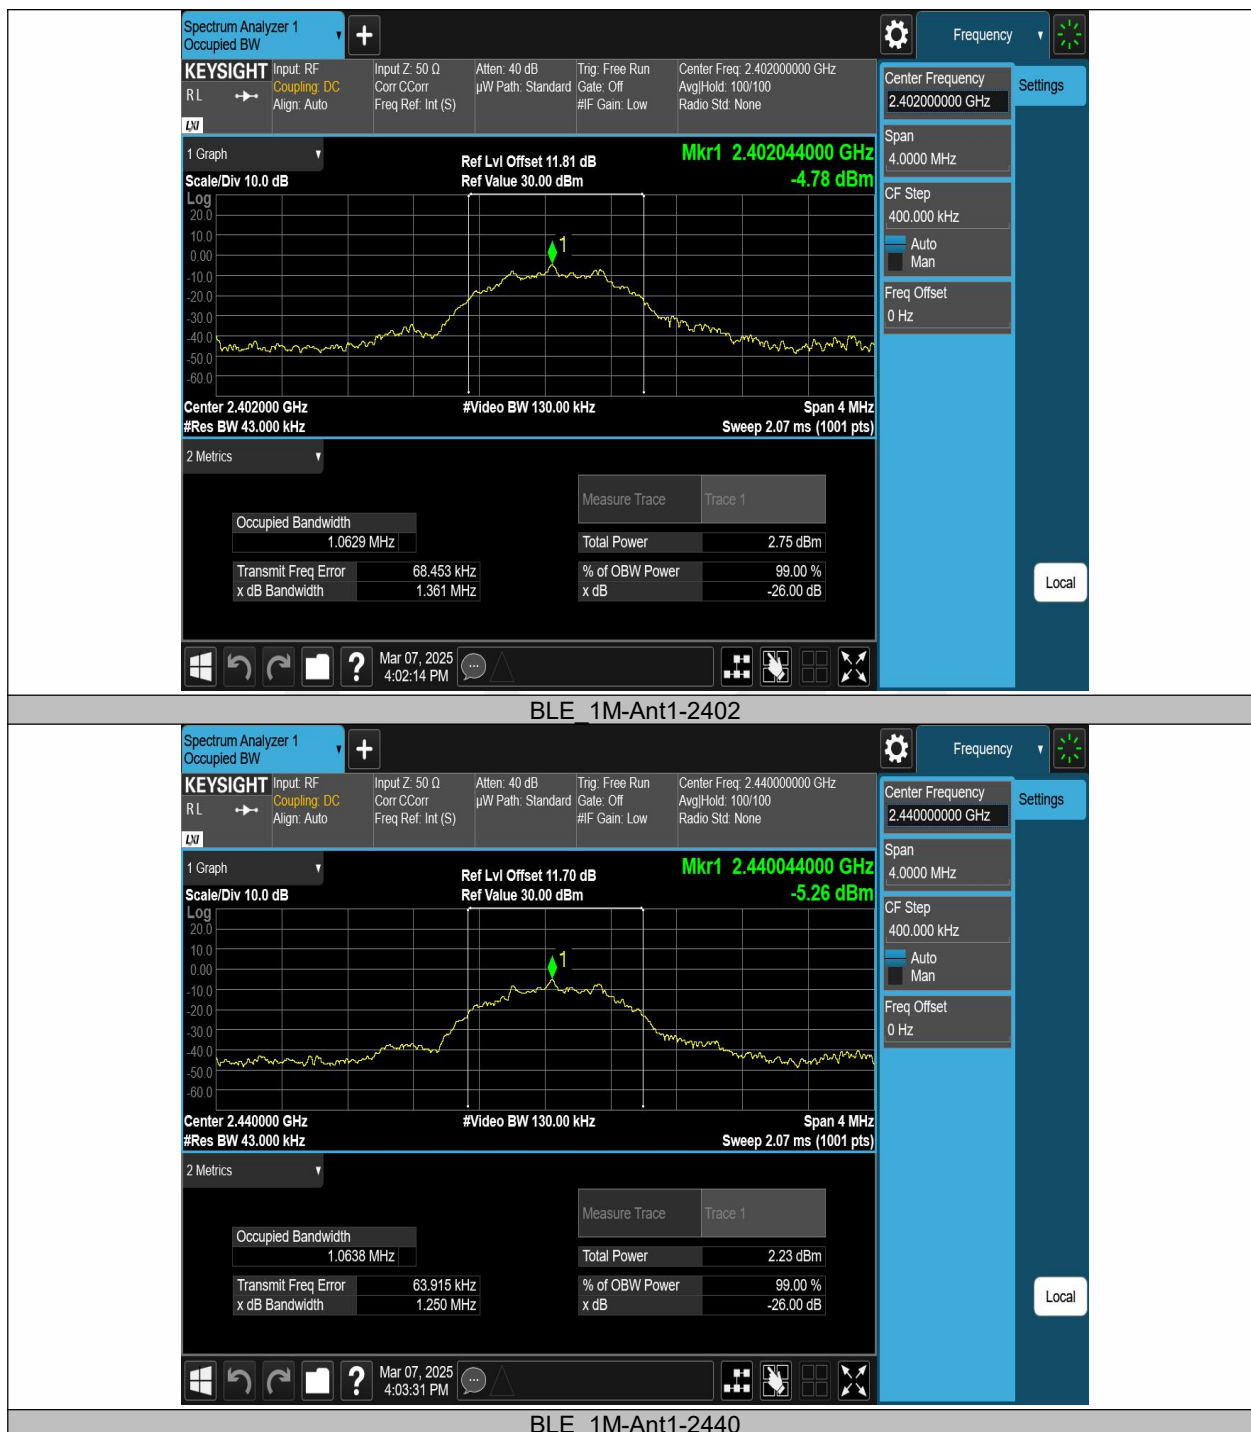 Spectrum Analyzer 1
Occupied BW
Frequency
KEYSIGHT
R L
LXI
Input: RF
Coupling: DC
Align: Auto
Input Z: 50 Ω
Corr CCorr
Freq Ref: Int (S)
Atten: 40 dB
µW Path: Standard
Trig: Free Run
Gate: Off
#IF Gain: Low
Center Freq: 2.402000000 GHz
Avg|Hold: 100/100
Radio Std: None
Center Frequency
2.402000000 GHz
Settings
Span
4.0000 MHz
CF Step
400.000 kHz
Auto
Man
Freq Offset
0 Hz
Local
1 Graph
Scale/Div 10.0 dB
Ref Lvl Offset 11.81 dB
Ref Value 30.00 dBm
Mkr1 2.402044000 GHz
-4.78 dBm
Log
20.0
10.0
0.00
-10.0
-20.0
-30.0
-40.0
-50.0
-60.0
1
Center 2.402000 GHz
#Video BW 130.00 kHz
Span 4 MHz
#Res BW 43.000 kHz
Sweep 2.07 ms (1001 pts)
2 Metrics
Measure Trace Trace 1
Occupied Bandwidth
1.0629 MHz
Total Power 2.75 dBm
Transmit Freq Error 68.453 kHz
% of OBW Power 99.00 %
x dB Bandwidth 1.361 MHz
x dB -26.00 dB
?
Mar 07, 2025
4:02:14 PM
BLE_1M-Ant1-2402
Spectrum Analyzer 1
Occupied BW
Frequency
KEYSIGHT
R L
LXI
Input: RF
Coupling: DC
Align: Auto
Input Z: 50 Ω
Corr CCorr
Freq Ref: Int (S)
Atten: 40 dB
µW Path: Standard
Trig: Free Run
Gate: Off
#IF Gain: Low
Center Freq: 2.440000000 GHz
Avg|Hold: 100/100
Radio Std: None
Center Frequency
2.440000000 GHz
Settings
Span
4.0000 MHz
CF Step
400.000 kHz
Auto
Man
Freq Offset
0 Hz
Local
1 Graph
Scale/Div 10.0 dB
Ref Lvl Offset 11.70 dB
Ref Value 30.00 dBm
Mkr1 2.440044000 GHz
-5.26 dBm
Log
20.0
10.0
0.00
-10.0
-20.0
-30.0
-40.0
-50.0
-60.0
1
Center 2.440000 GHz
#Video BW 130.00 kHz
Span 4 MHz
#Res BW 43.000 kHz
Sweep 2.07 ms (1001 pts)
2 Metrics
Measure Trace Trace 1
Occupied Bandwidth
1.0638 MHz
Total Power 2.23 dBm
Transmit Freq Error 63.915 kHz
% of OBW Power 99.00 %
x dB Bandwidth 1.250 MHz
x dB -26.00 dB
?
Mar 07, 2025
4:03:31 PM
BLE_1M-Ant1-2440